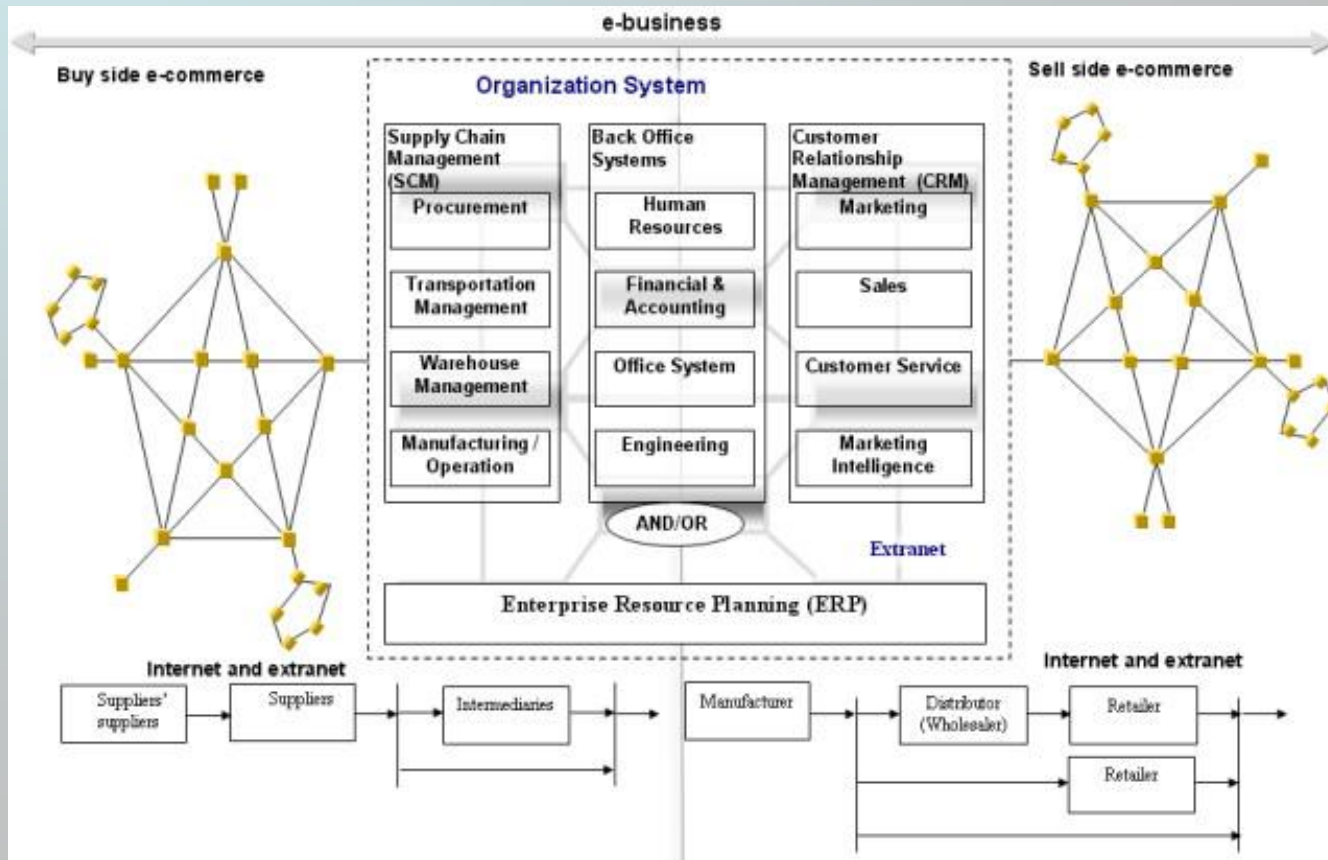 e-business
Buy side e-commerce
Sell side e-commerce
Organization System
Supply Chain
Management
(SCM)
Procurement
Transportation
Management
Warehouse
Management
Manufacturing /
Operation
Back Office
Systems
Human
Resources
Financial &
Accounting
Office System
Engineering
Customer
Relationship
Management (CRM)
Marketing
Sales
Customer Service
Marketing
Intelligence
AND/OR
Extranet
Enterprise Resource Planning (ERP)
Internet and extranet
Internet and extranet
Suppliers'
suppliers
Suppliers
Intermediaries
Manufacturer
Distributor
(Wholesaler)
Retailer
Retailer